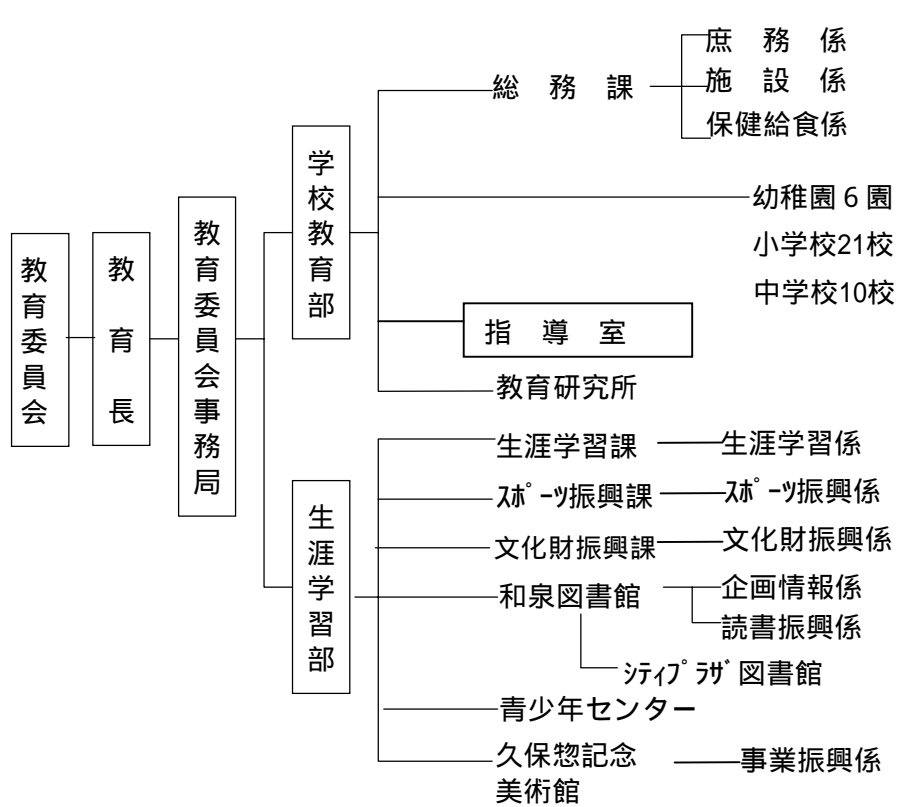 教育委員会
教育長
教育委員会事務局
学校教育部
総務課
庶務係
施設係
保健給食係
幼稚園６園
小学校21校
中学校10校
指導室
教育研究所
生涯学習部
生涯学習課
生涯学習係
ｽﾎﾟｰﾂ振興課
ｽﾎﾟｰﾂ振興係
文化財振興課
文化財振興係
和泉図書館
企画情報係
読書振興係
ｼﾃｨﾌﾟﾗｻﾞ図書館
青少年センター
久保惣記念
美術館
事業振興係